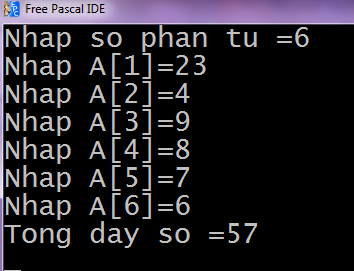 Free Pascal IDE
Nhap so phan tu =6
Nhap A[1]=23
Nhap A[2]=4
Nhap A[3]=9
Nhap A[4]=8
Nhap A[5]=7
Nhap A[6]=6
Tong day so =57